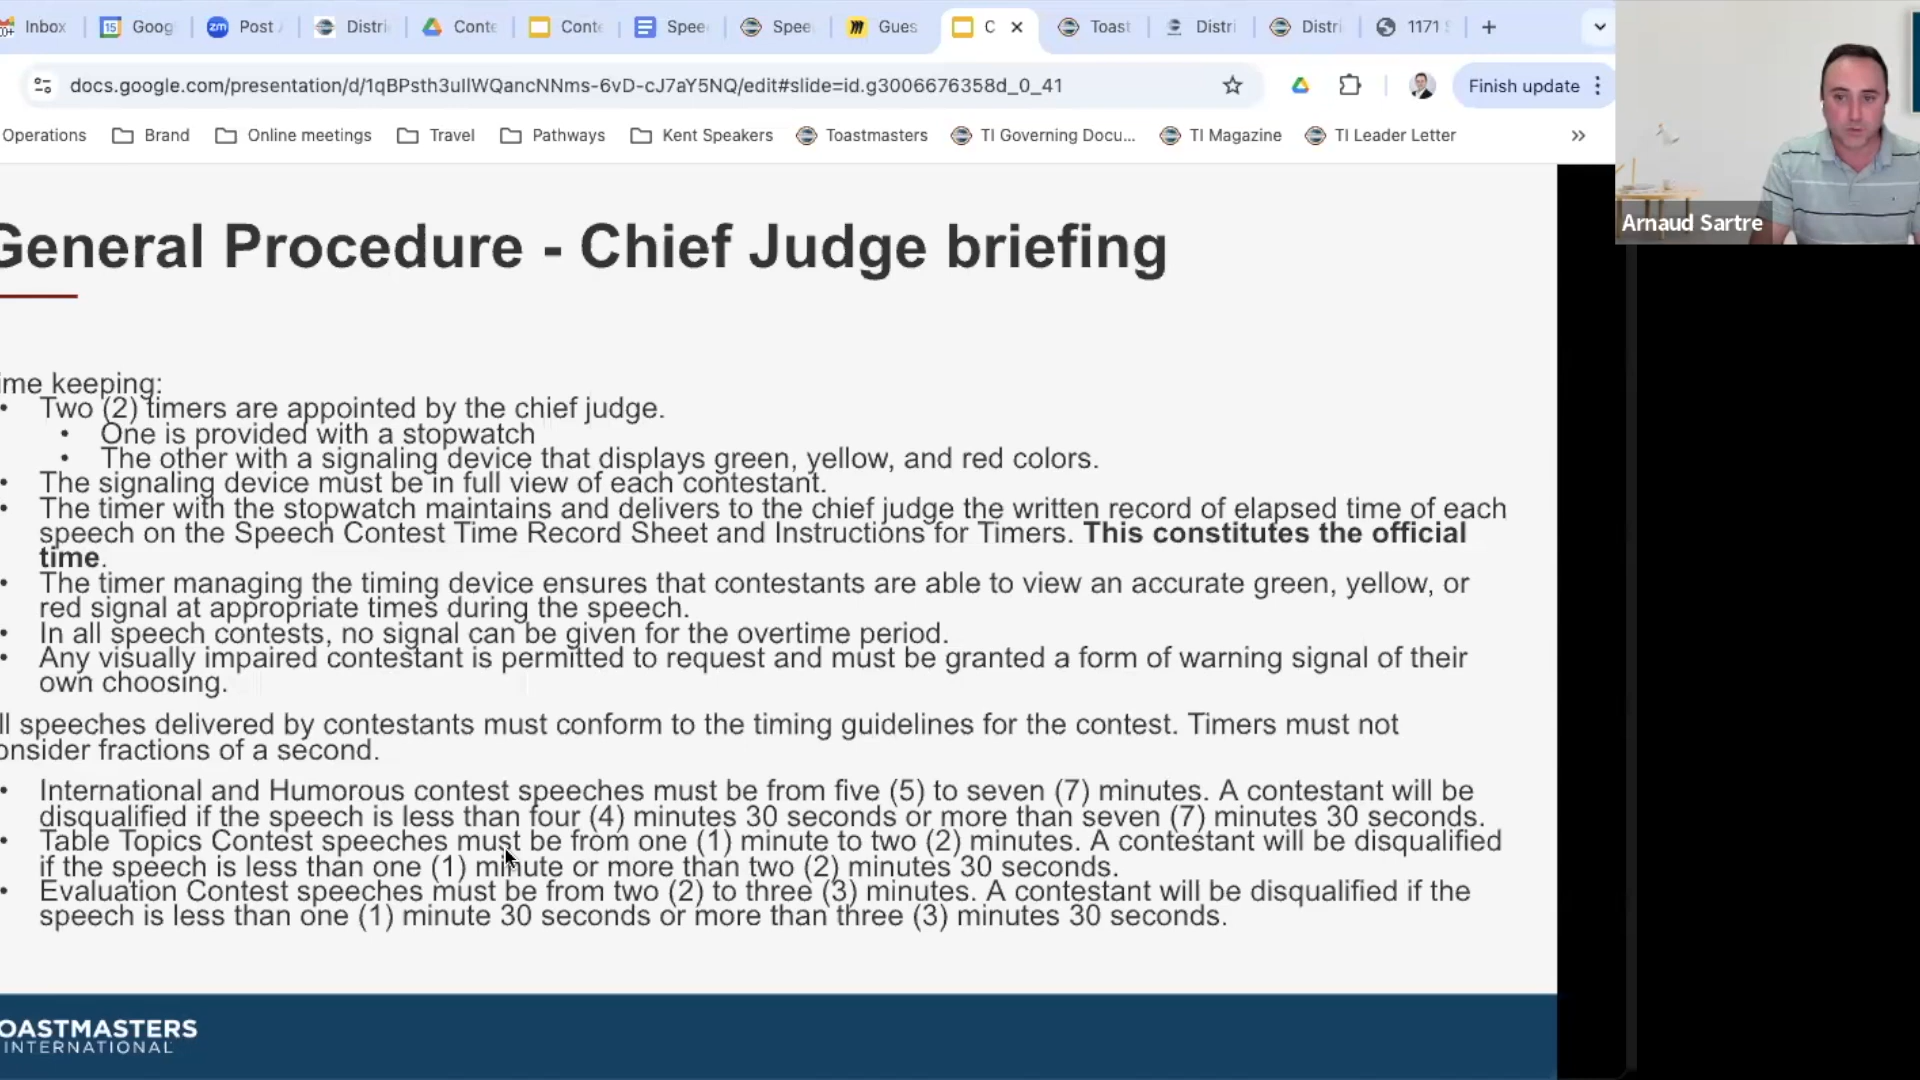 Inbox
15 Goog
zm Post
Distri
Conte
Conte
Spee
Spee
Gues
C
Toast
Distri
Distri
1171
docs.google.com/presentation/d/1qBPsth3uIlWQancNNms-6vD-cJ7aY5NQ/edit#slide=id.g3006676358d_0_41
Finish update
Operations
Brand
Online meetings
Travel
Pathways
Kent Speakers
Toastmasters
TI Governing Docu...
TI Magazine
TI Leader Letter
Arnaud Sartre
General Procedure - Chief Judge briefing
ime keeping:
• Two (2) timers are appointed by the chief judge.
• One is provided with a stopwatch
• The other with a signaling device that displays green, yellow, and red colors.
• The signaling device must be in full view of each contestant.
• The timer with the stopwatch maintains and delivers to the chief judge the written record of elapsed time of each
speech on the Speech Contest Time Record Sheet and Instructions for Timers. This constitutes the official
time.
• The timer managing the timing device ensures that contestants are able to view an accurate green, yellow, or
red signal at appropriate times during the speech.
• In all speech contests, no signal can be given for the overtime period.
• Any visually impaired contestant is permitted to request and must be granted a form of warning signal of their
own choosing.
ll speeches delivered by contestants must conform to the timing guidelines for the contest. Timers must not
onsider fractions of a second.
• International and Humorous contest speeches must be from five (5) to seven (7) minutes. A contestant will be
disqualified if the speech is less than four (4) minutes 30 seconds or more than seven (7) minutes 30 seconds.
• Table Topics Contest speeches must be from one (1) minute to two (2) minutes. A contestant will be disqualified
if the speech is less than one (1) minute or more than two (2) minutes 30 seconds.
• Evaluation Contest speeches must be from two (2) to three (3) minutes. A contestant will be disqualified if the
speech is less than one (1) minute 30 seconds or more than three (3) minutes 30 seconds.
OASTMASTERS
INTERNATIONAL